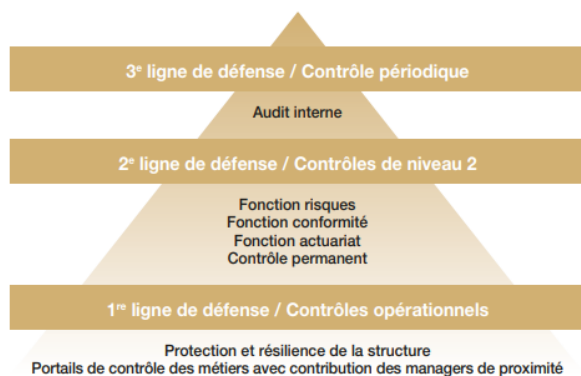 3e ligne de défense / Contrôle périodique
Audit interne
2e ligne de défense / Contrôles de niveau 2
Fonction risques
Fonction conformité
Fonction actuariat
Contrôle permanent
1re ligne de défense / Contrôles opérationnels
Protection et résilience de la structure
Portails de contrôle des métiers avec contribution des managers de proximité